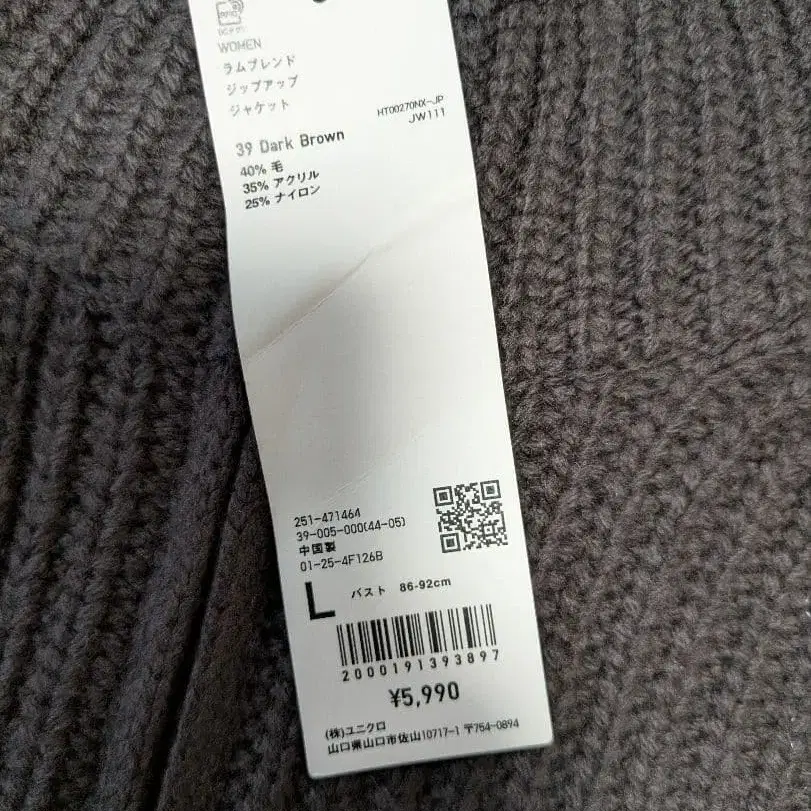 WOMEN
ラムブレンド
ジップアップ
ジャケット
HT00270NX-JP
JW111
39 Dark Brown
40% 毛
35% アクリル
25% ナイロン
251-471464
39-005-000(44-05)
中国製
01-25-4F126B
L バスト 86-92cm
2000191393897
¥5,990
(株)ユニクロ
山口県山口市佐山10717-1 〒754-0894